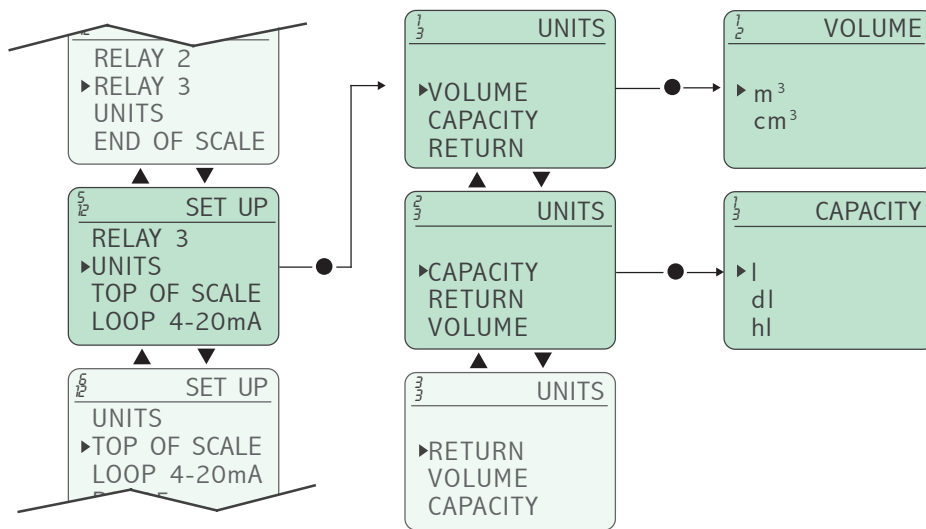 RELAY 2
▶RELAY 3
UNITS
END OF SCALE
5/12 SET UP
RELAY 3
▶UNITS
TOP OF SCALE
LOOP 4-20mA
6/12 SET UP
UNITS
▶TOP OF SCALE
LOOP 4-20mA
1/3 UNITS
▶VOLUME
CAPACITY
RETURN
2/3 UNITS
▶CAPACITY
RETURN
VOLUME
3/3 UNITS
▶RETURN
VOLUME
CAPACITY
1/2 VOLUME
▶ m³
cm³
1/3 CAPACITY
▶l
dl
hl